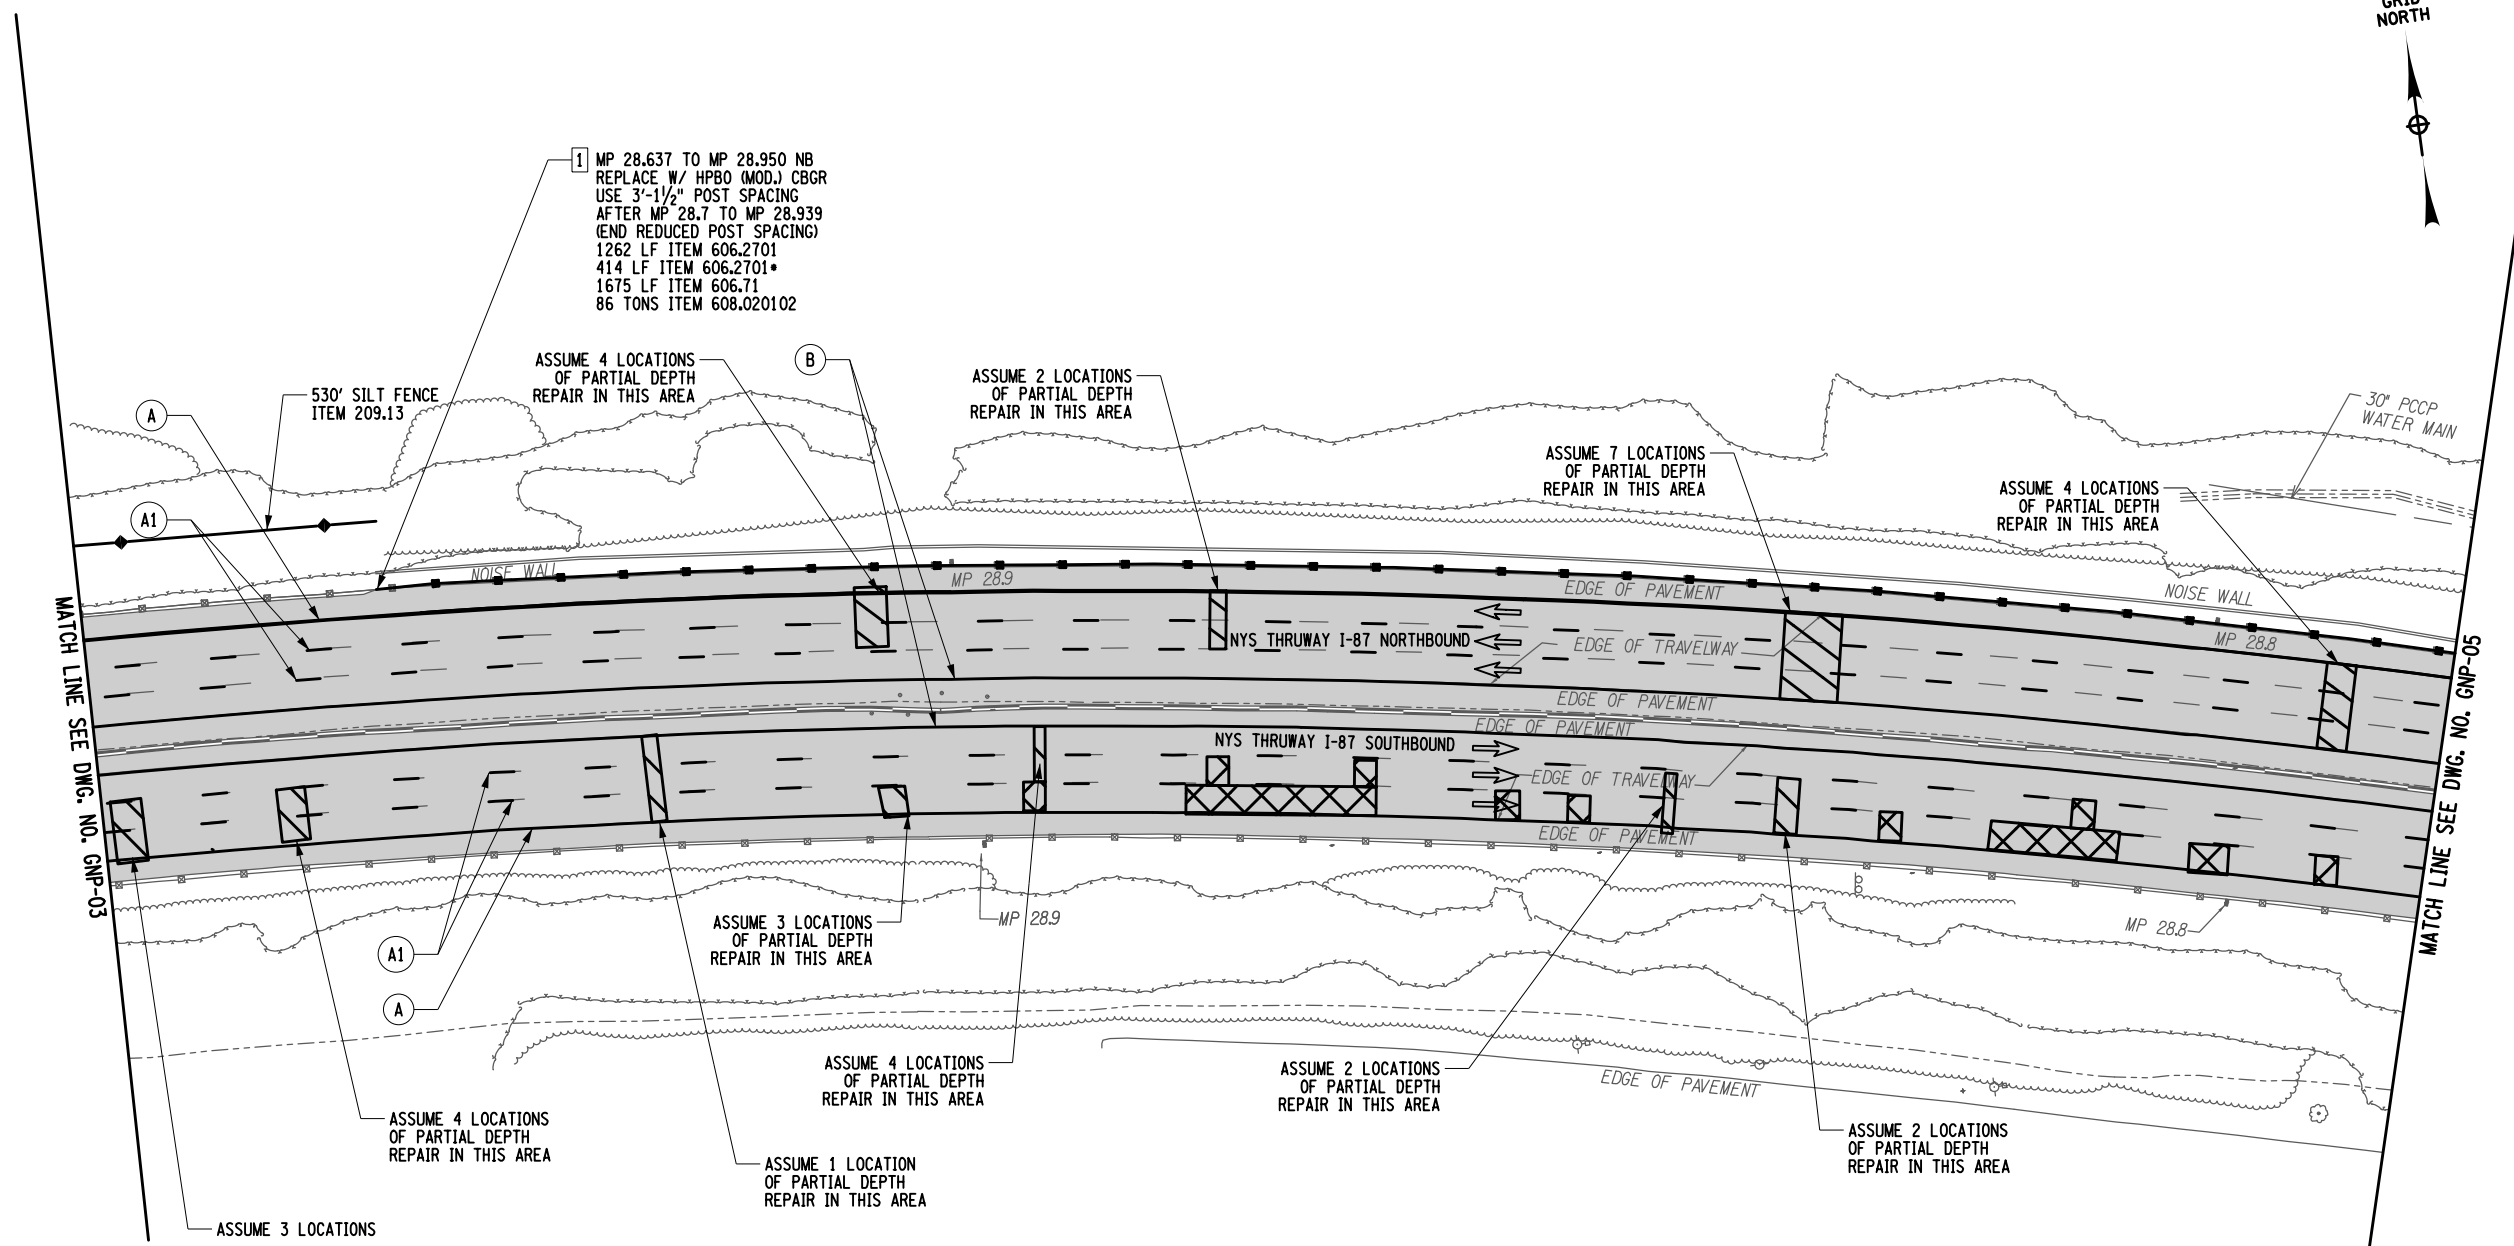 GRID
NORTH
1
MP 28.637 TO MP 28.950 NB
REPLACE W/ HPBO (MOD.) CBGR
USE 3'-1 1/2" POST SPACING
AFTER MP 28.7 TO MP 28.939
(END REDUCED POST SPACING)
1262 LF ITEM 606.2701
414 LF ITEM 606.2701*
1675 LF ITEM 606.71
86 TONS ITEM 608.020102
ASSUME 4 LOCATIONS
OF PARTIAL DEPTH
REPAIR IN THIS AREA
B
ASSUME 2 LOCATIONS
OF PARTIAL DEPTH
REPAIR IN THIS AREA
530' SILT FENCE
ITEM 209.13
A
30" PCCP
WATER MAIN
ASSUME 7 LOCATIONS
OF PARTIAL DEPTH
REPAIR IN THIS AREA
ASSUME 4 LOCATIONS
OF PARTIAL DEPTH
REPAIR IN THIS AREA
A1
NOISE WALL
MP 28.9
EDGE OF PAVEMENT
NOISE WALL
MP 28.8
NYS THRUWAY I-87 NORTHBOUND
EDGE OF TRAVELWAY
MATCH LINE SEE DWG. NO. GNP-03
MATCH LINE SEE DWG. NO. GNP-05
EDGE OF PAVEMENT
EDGE OF PAVEMENT
NYS THRUWAY I-87 SOUTHBOUND
EDGE OF TRAVELWAY
EDGE OF PAVEMENT
MP 28.9
MP 28.8
ASSUME 3 LOCATIONS
OF PARTIAL DEPTH
REPAIR IN THIS AREA
A1
A
ASSUME 4 LOCATIONS
OF PARTIAL DEPTH
REPAIR IN THIS AREA
ASSUME 2 LOCATIONS
OF PARTIAL DEPTH
REPAIR IN THIS AREA
EDGE OF PAVEMENT
ASSUME 4 LOCATIONS
OF PARTIAL DEPTH
REPAIR IN THIS AREA
ASSUME 2 LOCATIONS
OF PARTIAL DEPTH
REPAIR IN THIS AREA
ASSUME 1 LOCATION
OF PARTIAL DEPTH
REPAIR IN THIS AREA
ASSUME 3 LOCATIONS